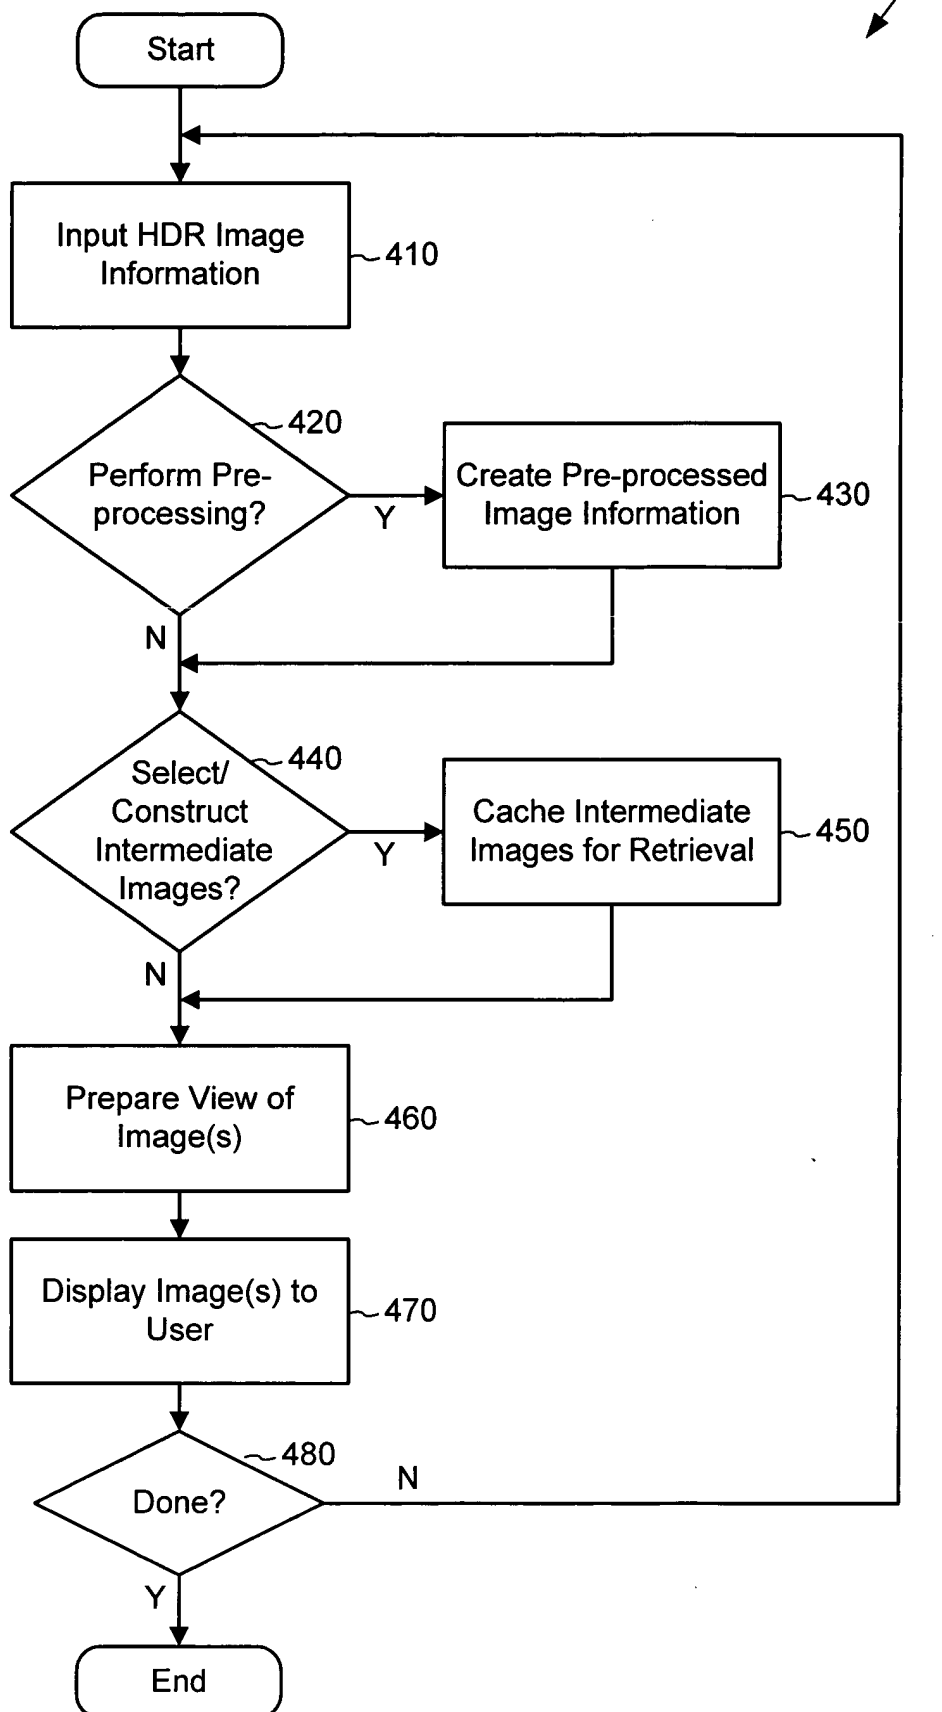 Start
Input HDR Image
Information
410
420
Perform Pre-
processing?
Y
Create Pre-processed
Image Information
430
N
440
Select/
Construct
Intermediate
Images?
Y
Cache Intermediate
Images for Retrieval
450
N
Prepare View of
Image(s)
460
Display Image(s) to
User
470
480
Done?
N
Y
End